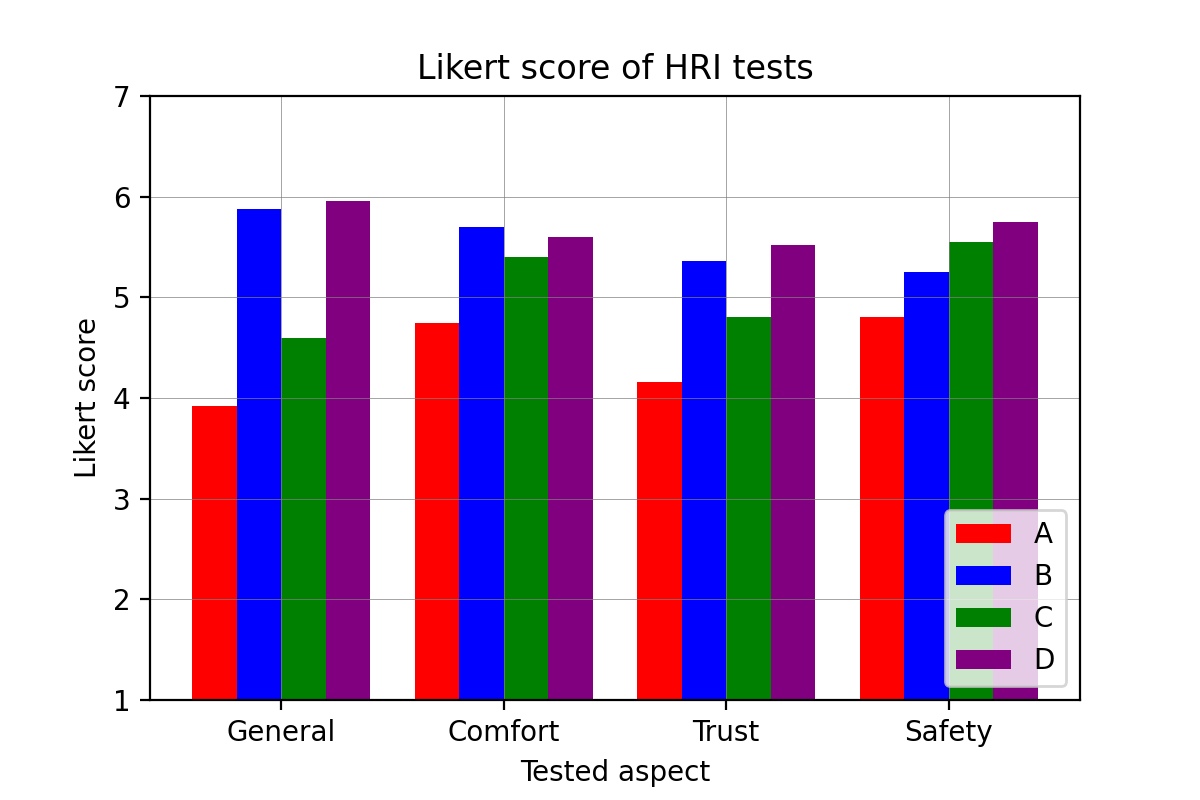 Likert score of HRI tests
7
6
5
4
3
2
1
Likert score
A
B
C
D
General Comfort Trust Safety
Tested aspect